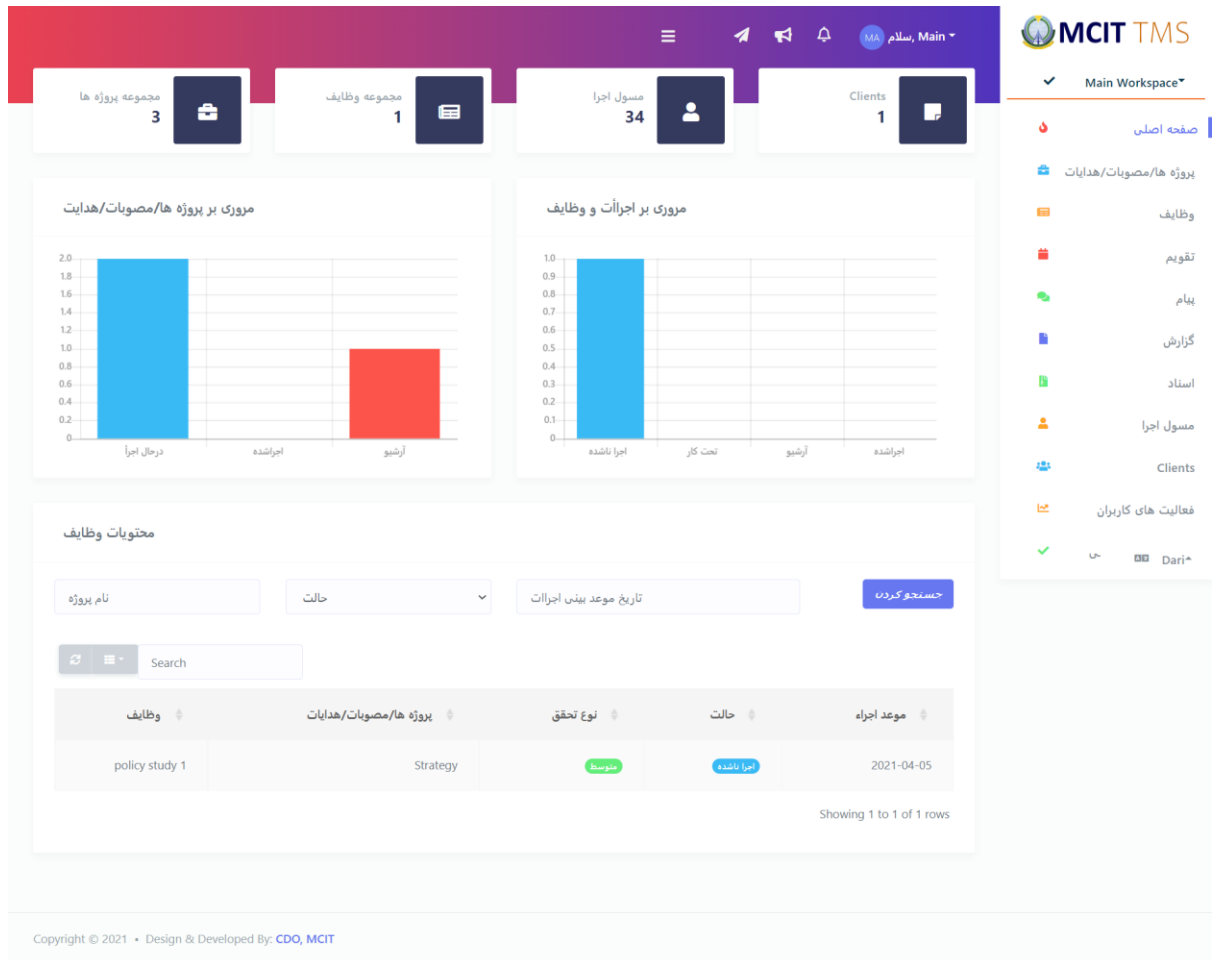 MCIT TMS
Main Workspace
صفحه اصلی
پروژه ها/مصوبات/هدایات
وظایف
تقویم
پیام
گزارش
اسناد
مسول اجرا
Clients
فعالیت های کاربران
Dari
سلام, Main
MA
Clients
1
مسول اجرا
34
مجموعه وظایف
1
مجموعه پروژه ها
3
مروری بر اجراأت و وظایف
1.0
0.9
0.8
0.7
0.6
0.5
0.4
0.3
0.2
0.1
0
اجرا ناشده
تحت کار
آرشیو
اجراشده
مروری بر پروژه ها/مصوبات/هدایت
2.0
1.8
1.6
1.4
1.2
1.0
0.8
0.6
0.4
0.2
0
درحال اجرأ
اجراشده
آرشیو
محتویات وظایف
نام پروژه
حالت
تاریخ موعد بینی اجراات
جستجو کردن
Search
وظایف پروژه ها/مصوبات/هدایات نوع تحقق حالت موعد اجراء
policy study 1 Strategy متوسط اجرا ناشده 2021-04-05
Showing 1 to 1 of 1 rows
Copyright © 2021 • Design & Developed By: CDO, MCIT